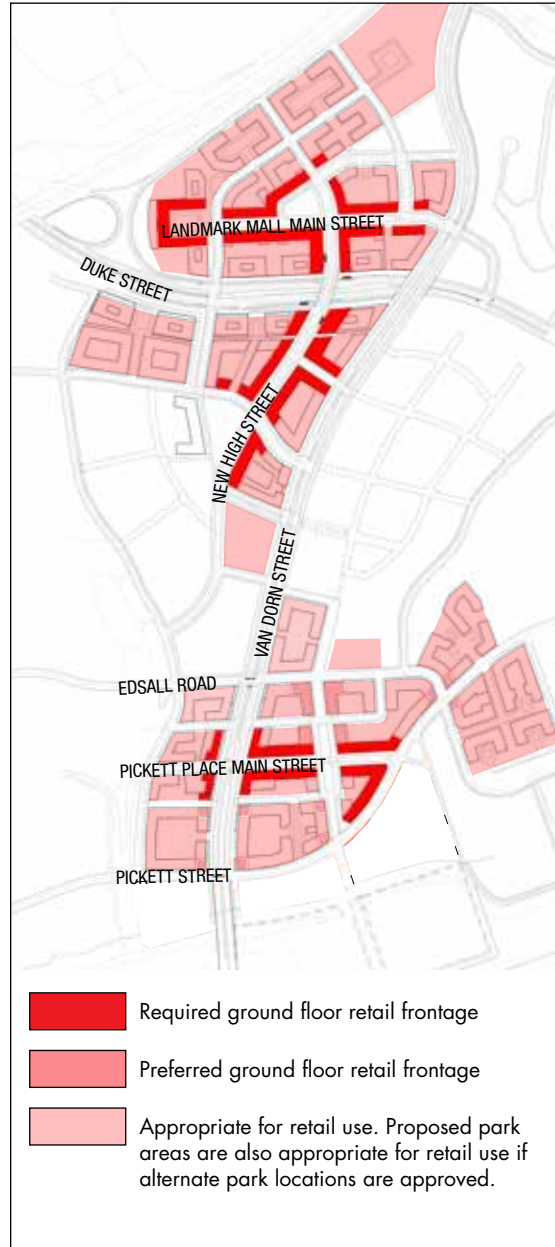 LANDMARK MALL MAIN STREET
DUKE STREET
NEW HIGH STREET
VAN DORN STREET
EDSALL ROAD
PICKETT PLACE MAIN STREET
PICKETT STREET
Required ground floor retail frontage
Preferred ground floor retail frontage
Appropriate for retail use. Proposed park
areas are also appropriate for retail use if
alternate park locations are approved.